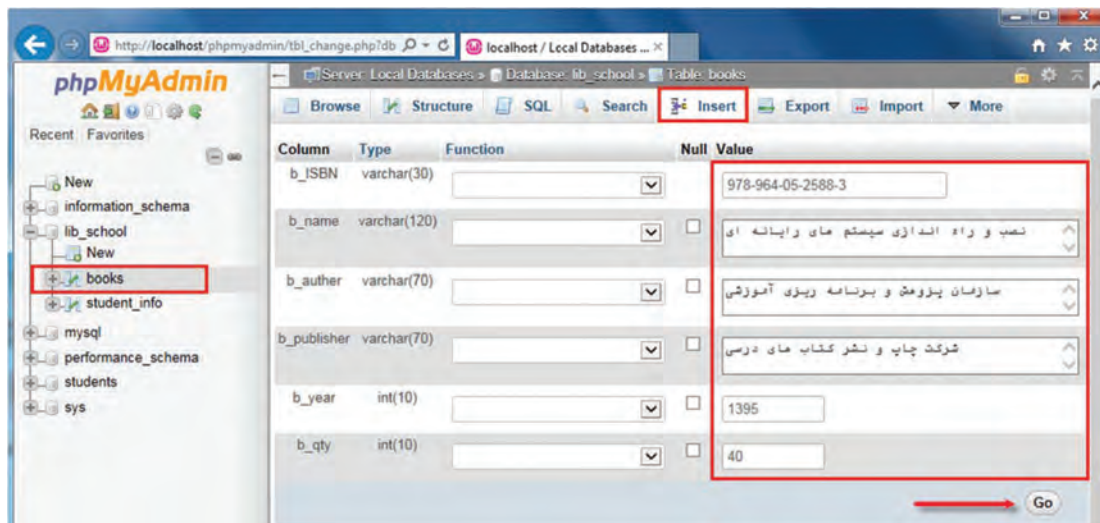 http://localhost/phpmyadmin/tbl_change.php?db
localhost / Local Databases ...
phpMyAdmin
Recent Favorites
New
information_schema
lib_school
New
books
student_info
mysql
performance_schema
students
sys
Server: Local Databases » Database: lib_school » Table: books
Browse Structure SQL Search Insert Export Import More
Column Type Function Null Value
b_ISBN varchar(30) 978-964-05-2588-3
b_name varchar(120) نصب و راه اندازی سیستم های رایانه ای
b_auther varchar(70) سازمان پژوهش و برنامه ریزی آموزشی
b_publisher varchar(70) شرکت چاپ و نشر کتاب های درسی
b_year int(10) 1395
b_qty int(10) 40
Go